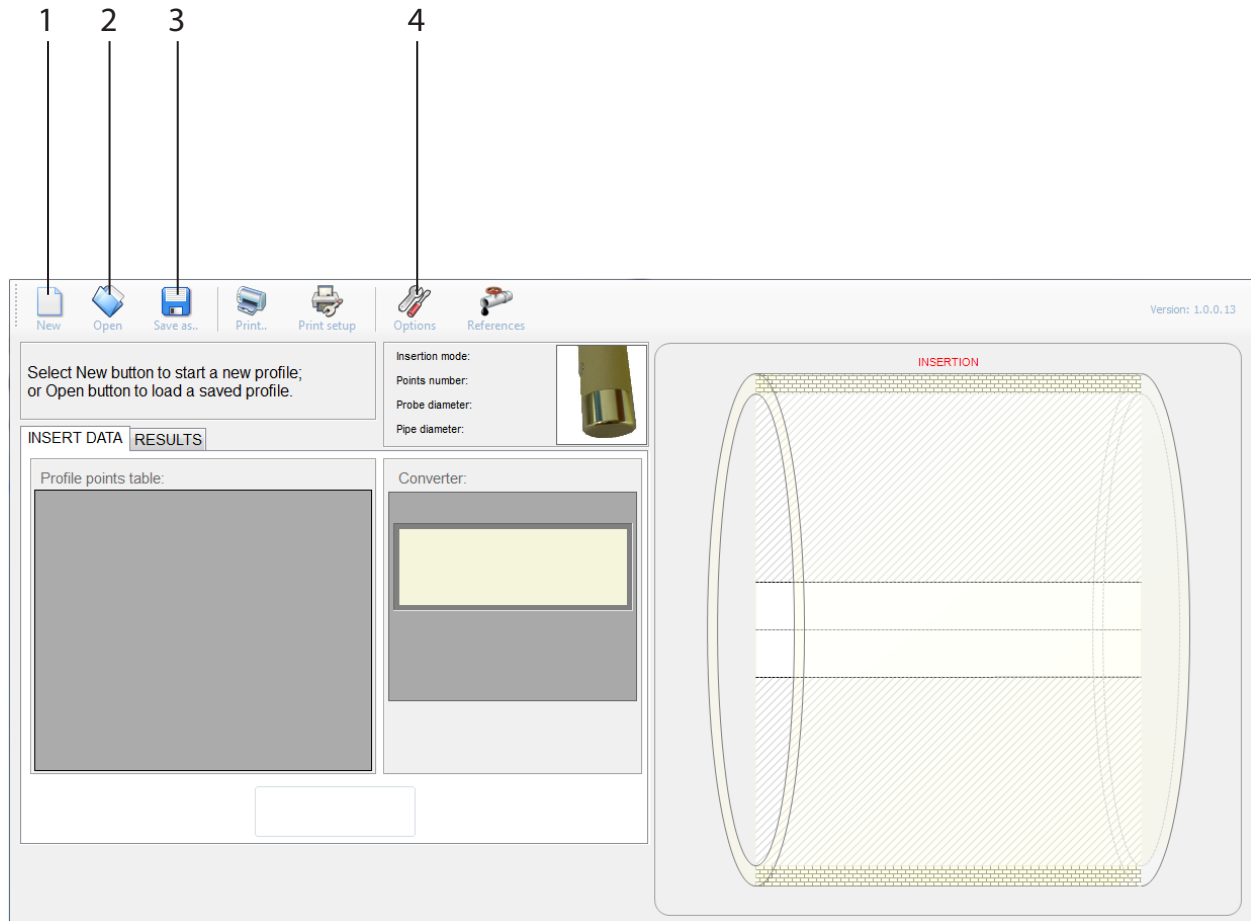 1 2 3 4
New Open Save as.. Print.. Print setup Options References Version: 1.0.0.13
Select New button to start a new profile;
or Open button to load a saved profile.
Insertion mode:
Points number:
Probe diameter:
Pipe diameter:
INSERT DATA RESULTS
Profile points table:
Converter:
INSERTION